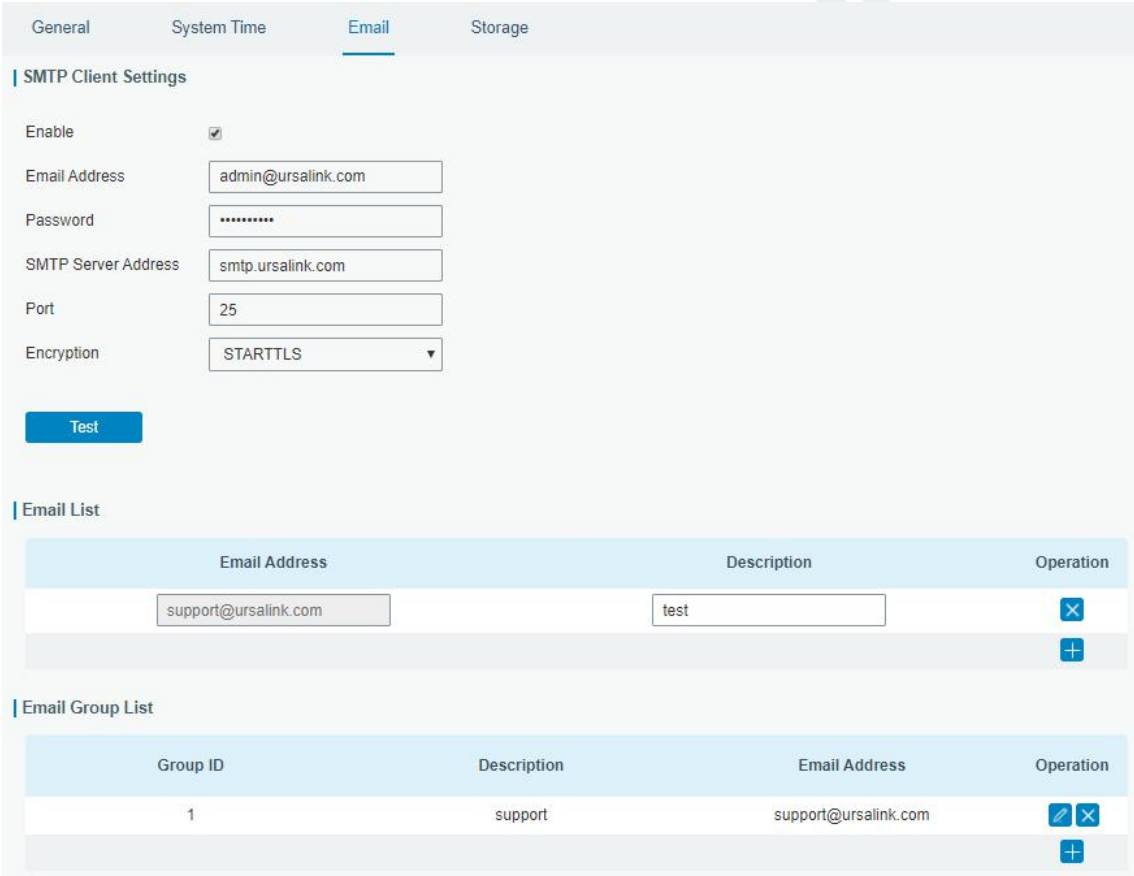 General System Time Email Storage
SMTP Client Settings
Enable
Email Address admin@ursalink.com
Password ••••••••••
SMTP Server Address smtp.ursalink.com
Port 25
Encryption STARTTLS
Test
Email List
Email Address Description Operation
support@ursalink.com test
Email Group List
Group ID Description Email Address Operation
1 support support@ursalink.com